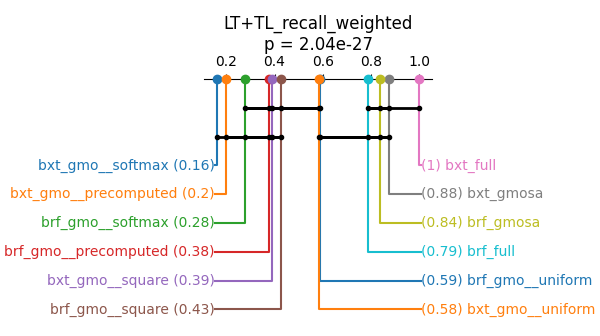 LT+TL_recall_weighted
p = 2.04e-27
0.2 0.4 0.6 0.8 1.0
bxt_gmo__softmax (0.16) (1) bxt_full
bxt_gmo__precomputed (0.2) (0.88) bxt_gmosa
brf_gmo__softmax (0.28) (0.84) brf_gmosa
brf_gmo__precomputed (0.38) (0.79) brf_full
bxt_gmo__square (0.39) (0.59) brf_gmo__uniform
brf_gmo__square (0.43) (0.58) bxt_gmo__uniform